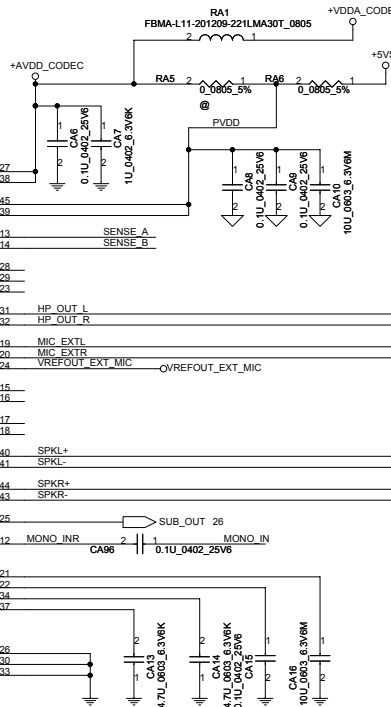 RA1
FBMA-L11-201209-221LMA30T_0805
+VDDA_CODE
2
1
+AVDD_CODEC
+5VS
RA5
2
1
RA6
2
1
0_0805_5%
0_0805_5%
@
PVDD
1
2
CA6
0.1U_0402_25V6
1
2
CA7
1U_0402_6.3V6K
27
38
1
2
CA8
0.1U_0402_25V6
1
2
CA9
0.1U_0402_25V6
1
2
CA10
10U_0603_6.3V6M
45
39
13 SENSE_A
14 SENSE_B
28
29
23
31 HP_OUT_L
32 HP_OUT_R
19 MIC_EXTL
20 MIC_EXTR
24 VREFOUT_EXT_MIC
VREFOUT_EXT_MIC
15
16
17
18
40 SPKL+
41 SPKL-
44 SPKR+
43 SPKR-
25 SUB_OUT 26
12 MONO_INR 2 1 MONO_IN
CA96 0.1U_0402_25V6
21
22
34
37
2
1
CA13
4.7U_0603_6.3V6K
2
1
CA14
4.7U_0603_6.3V6K
1
2
CA15
0.1U_0402_25V6
1
2
CA16
10U_0603_6.3V6M
26
30
33